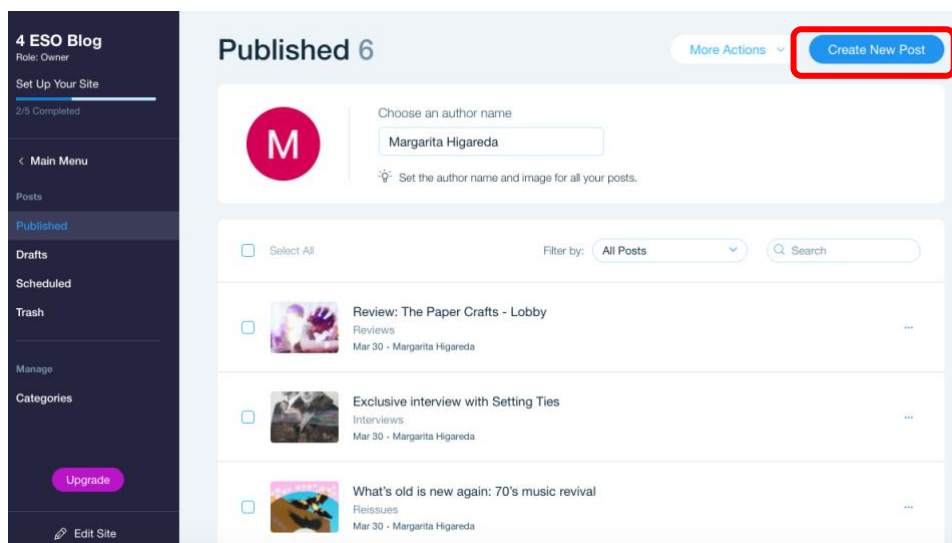 4 ESO Blog
Role: Owner
Set Up Your Site
2/5 Completed
< Main Menu
Posts
Published
Drafts
Scheduled
Trash
Manage
Categories
Upgrade
Edit Site
Published 6
More Actions
Create New Post
M
Choose an author name
Margarita Higareda
Set the author name and image for all your posts.
Select All
Filter by: All Posts
Search
Review: The Paper Crafts - Lobby
Reviews
Mar 30 - Margarita Higareda
...
Exclusive interview with Setting Ties
Interviews
Mar 30 - Margarita Higareda
...
What's old is new again: 70's music revival
Reissues
Mar 30 - Margarita Higareda
...